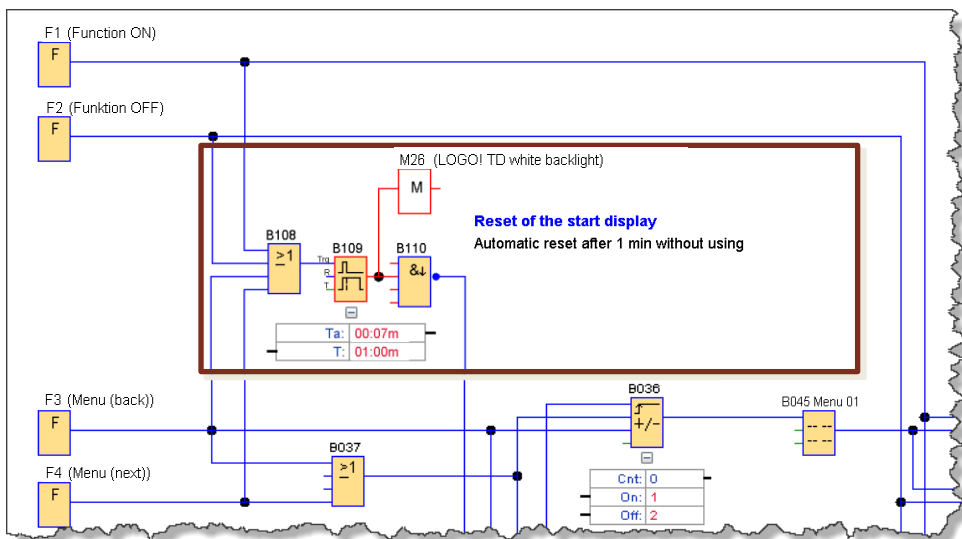 F1 (Function ON)
F
F2 (Funktion OFF)
F
M26 (LOGO! TD white backlight)
M
Reset of the start display
Automatic reset after 1 min without using
B108
>1
B109
Trg
R
T
B110
&↓
Ta: 00:07m
T: 01:00m
F3 (Menu (back))
F
B036
+/-
B045 Menu 01
B037
>1
F4 (Menu (next))
F
Cnt: 0
On: 1
Off: 2